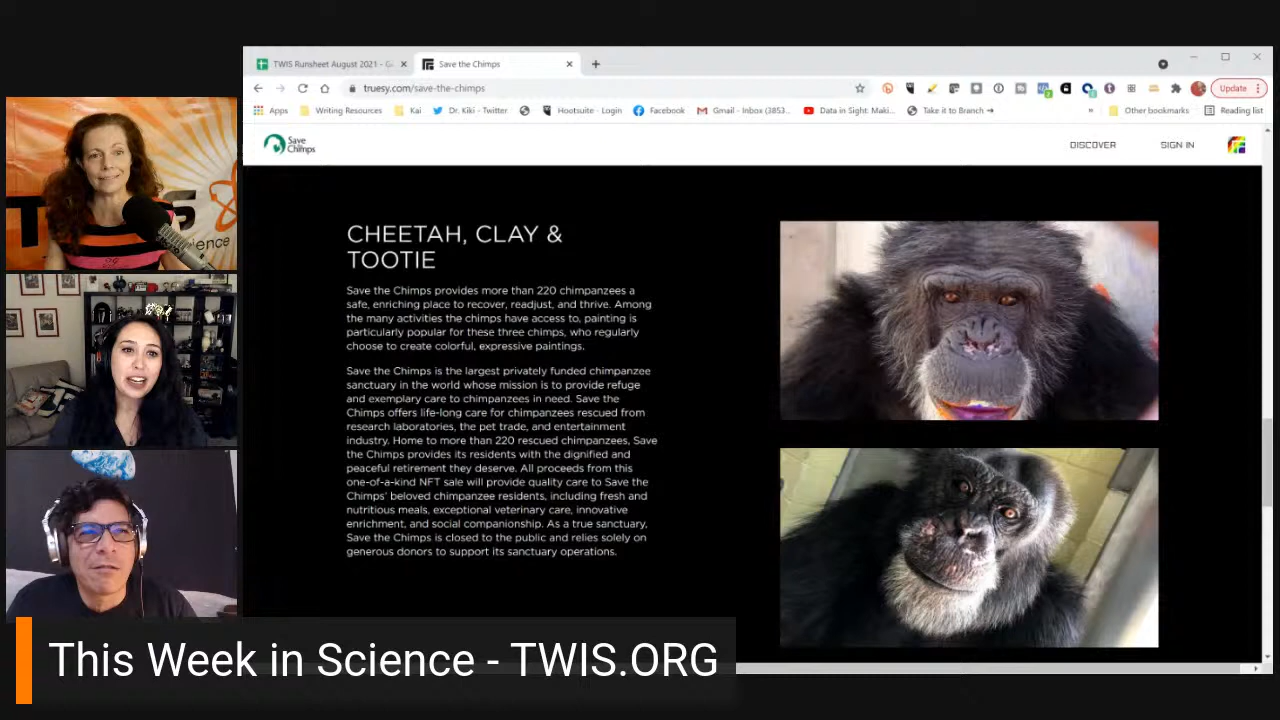 TWIS Runsheet August 2021 - G
Save the Chimps
truesy.com/save-the-chimps
Update
Apps
Writing Resources
Kai
Dr. Kiki - Twitter
Hootsuite - Login
Facebook
Gmail - Inbox (3853...
Data in Sight: Maki...
Take it to Branch →
Other bookmarks
Reading list
Save
the
Chimps
DISCOVER
SIGN IN
CHEETAH, CLAY &
TOOTIE
Save the Chimps provides more than 220 chimpanzees a
safe, enriching place to recover, readjust, and thrive. Among
the many activities the chimps have access to, painting is
particularly popular for these three chimps, who regularly
choose to create colorful, expressive paintings.
Save the Chimps is the largest privately funded chimpanzee
sanctuary in the world whose mission is to provide refuge
and exemplary care to chimpanzees in need. Save the
Chimps offers life-long care for chimpanzees rescued from
research laboratories, the pet trade, and entertainment
industry. Home to more than 220 rescued chimpanzees, Save
the Chimps provides its residents with the dignified and
peaceful retirement they deserve. All proceeds from this
one-of-a-kind NFT sale will provide quality care to Save the
Chimps' beloved chimpanzee residents, including fresh and
nutritious meals, exceptional veterinary care, innovative
enrichment, and social companionship. As a true sanctuary,
Save the Chimps is closed to the public and relies solely on
generous donors to support its sanctuary operations.
This Week in Science - TWIS.ORG